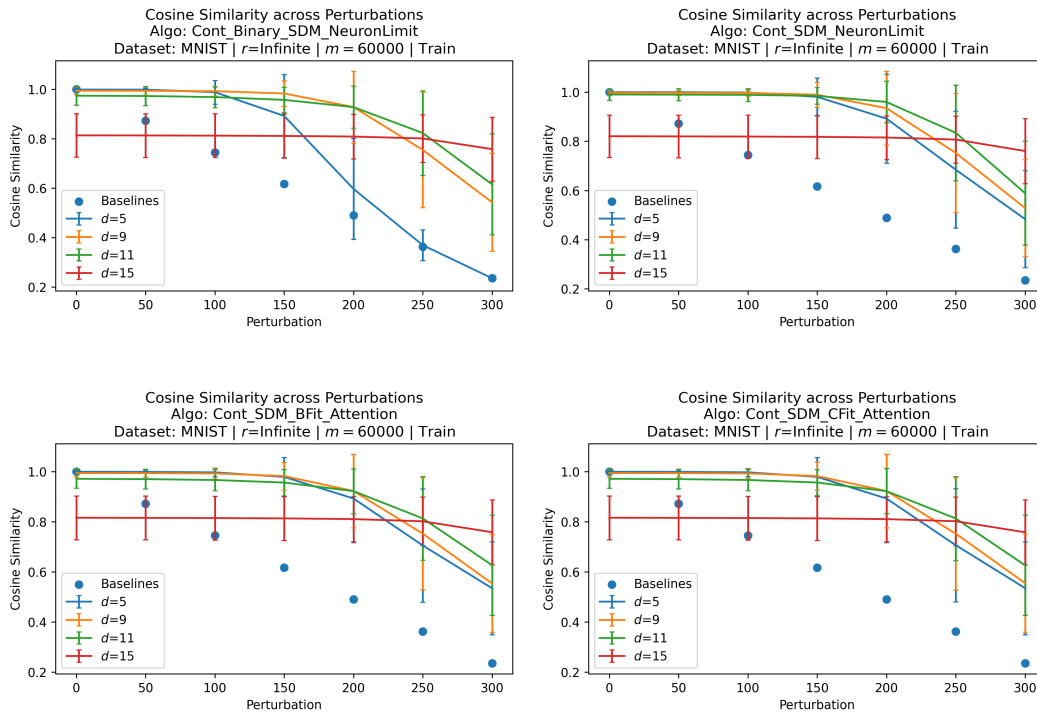 Cosine Similarity across Perturbations
Algo: Cont_Binary_SDM_NeuronLimit
Dataset: MNIST | r=Infinite | m = 60000 | Train
Cosine Similarity
1.0
0.8
0.6
0.4
0.2
Baselines
d=5
d=9
d=11
d=15
0 50 100 150 200 250 300
Perturbation
Cosine Similarity across Perturbations
Algo: Cont_SDM_NeuronLimit
Dataset: MNIST | r=Infinite | m = 60000 | Train
Cosine Similarity
1.0
0.8
0.6
0.4
0.2
Baselines
d=5
d=9
d=11
d=15
0 50 100 150 200 250 300
Perturbation
Cosine Similarity across Perturbations
Algo: Cont_SDM_BFit_Attention
Dataset: MNIST | r=Infinite | m = 60000 | Train
Cosine Similarity
1.0
0.8
0.6
0.4
0.2
Baselines
d=5
d=9
d=11
d=15
0 50 100 150 200 250 300
Perturbation
Cosine Similarity across Perturbations
Algo: Cont_SDM_CFit_Attention
Dataset: MNIST | r=Infinite | m = 60000 | Train
Cosine Similarity
1.0
0.8
0.6
0.4
0.2
Baselines
d=5
d=9
d=11
d=15
0 50 100 150 200 250 300
Perturbation